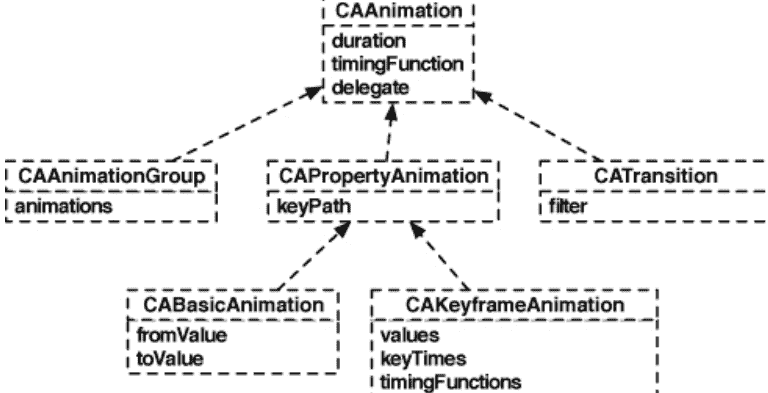 CAAnimation
duration
timingFunction
delegate
CAAnimationGroup
animations
CAPropertyAnimation
keyPath
CATransition
filter
CABasicAnimation
fromValue
toValue
CAKeyframeAnimation
values
keyTimes
timingFunctions